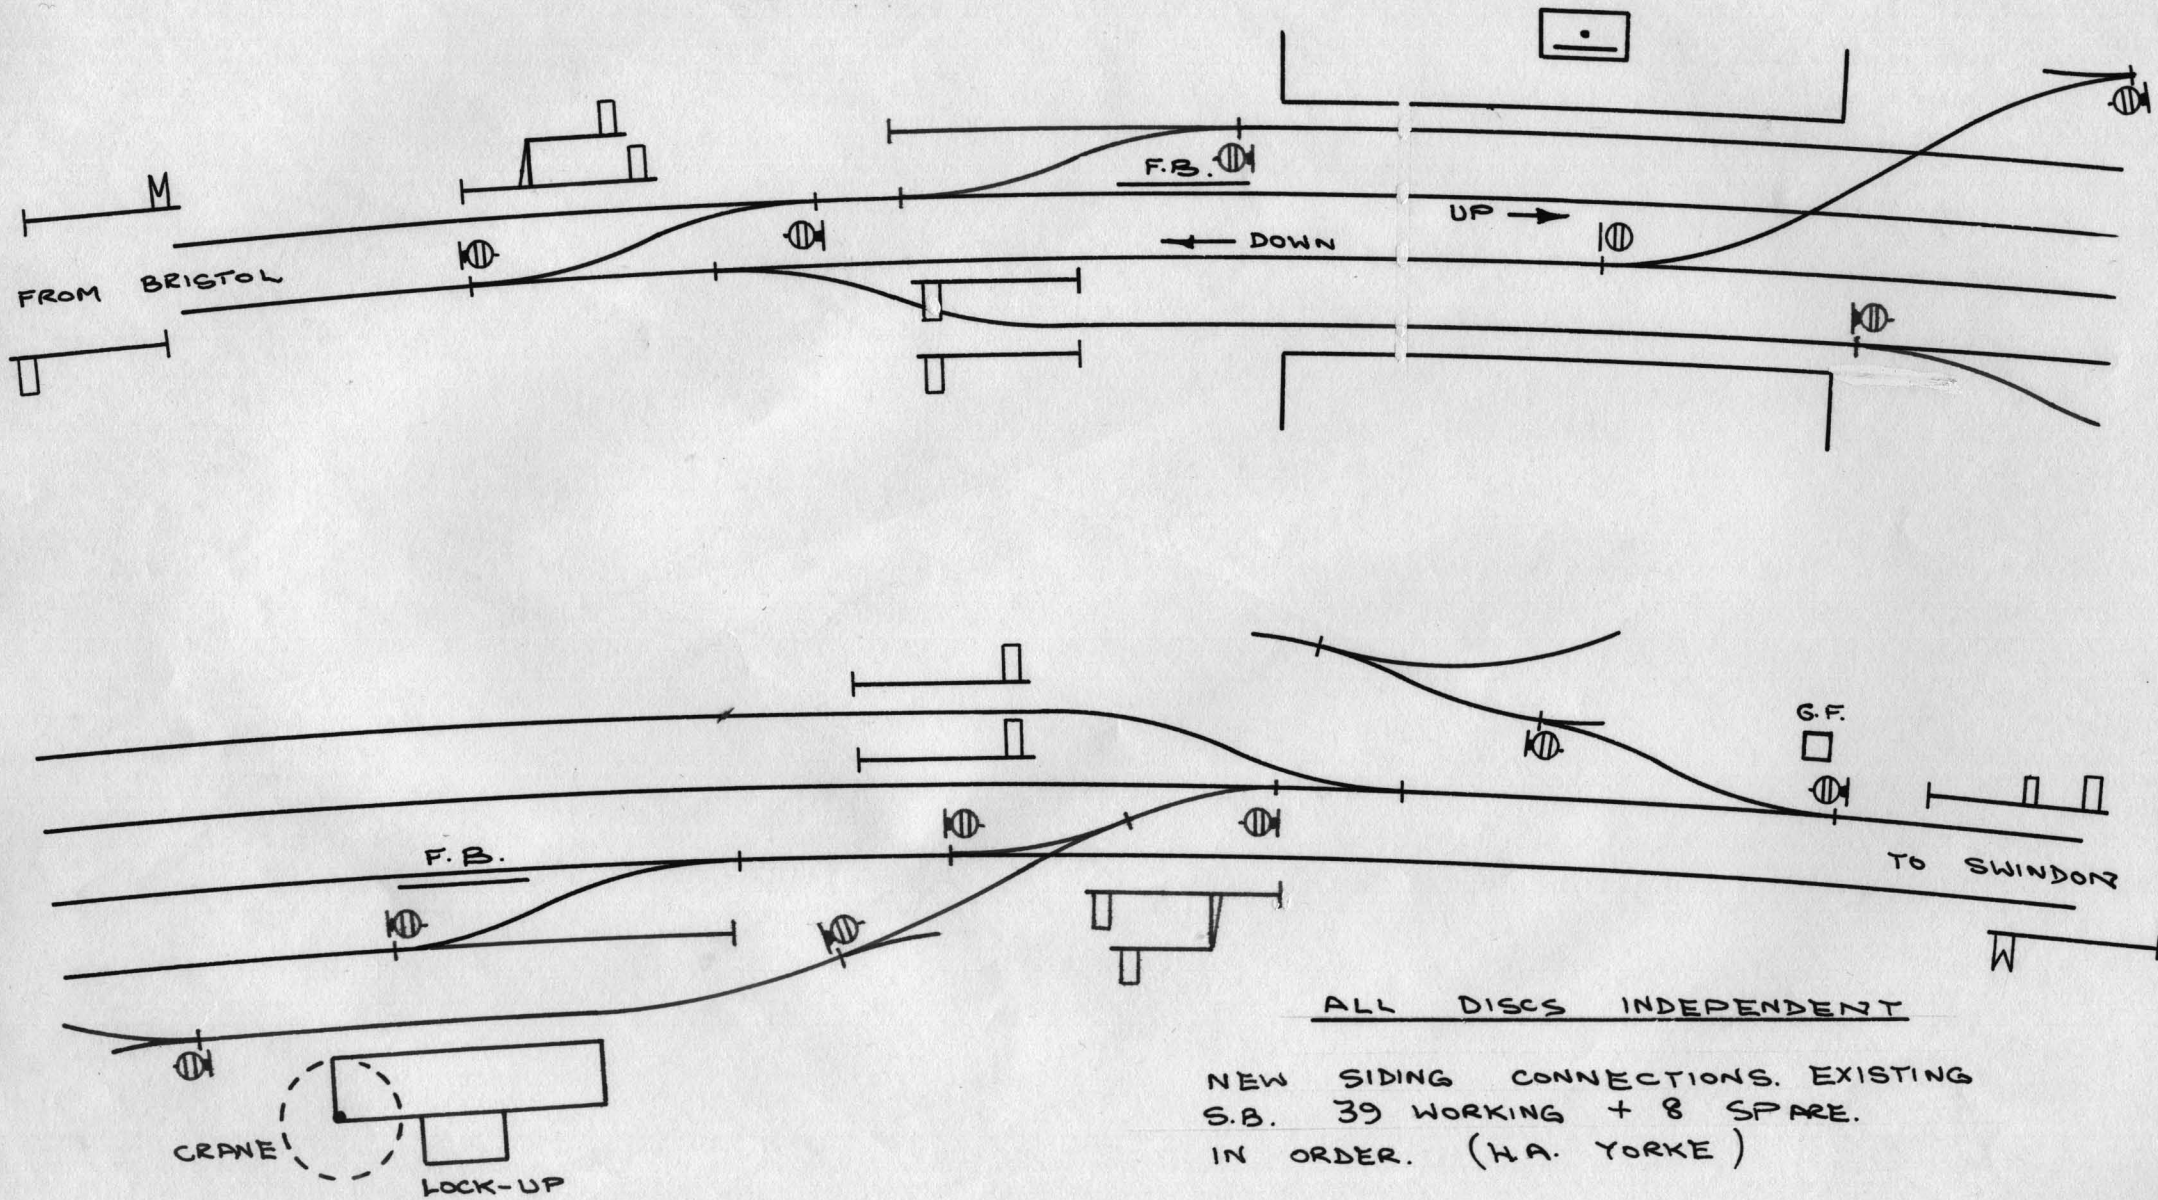 FROM BRISTOL
F.B.
UP
DOWN
F.B.
G.F.
TO SWINDON
CRANE
LOCK-UP
ALL DISCS INDEPENDENT
NEW SIDING CONNECTIONS. EXISTING
S.B. 39 WORKING + 8 SPARE.
IN ORDER. (H.A. YORKE)